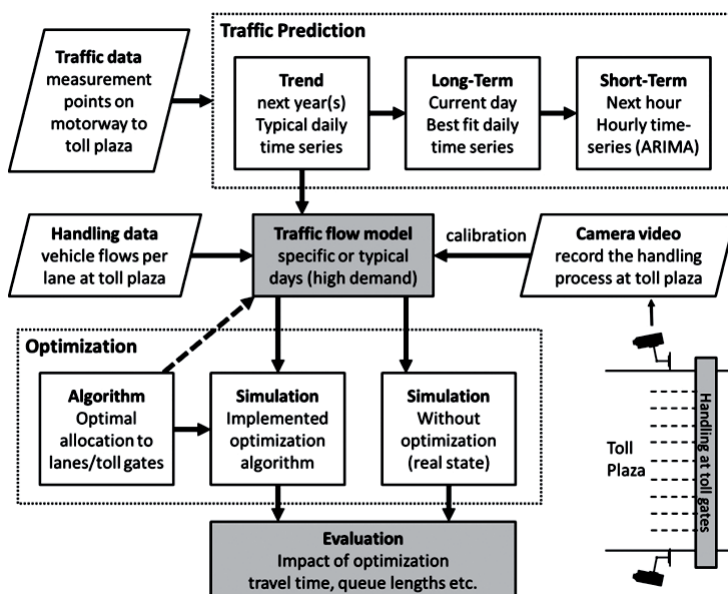 Traffic Prediction
Traffic data
measurement
points on
motorway to
toll plaza
Trend
next year(s)
Typical daily
time series
Long-Term
Current day
Best fit daily
time series
Short-Term
Next hour
Hourly time-
series (ARIMA)
Handling data
vehicle flows per
lane at toll plaza
Traffic flow model
specific or typical
days (high demand)
calibration
Camera video
record the handling
process at toll plaza
Optimization
Algorithm
Optimal
allocation to
lanes/toll gates
Simulation
Implemented
optimization
algorithm
Simulation
Without
optimization
(real state)
Toll
Plaza
Handling at toll gates
Evaluation
Impact of optimization
travel time, queue lengths etc.